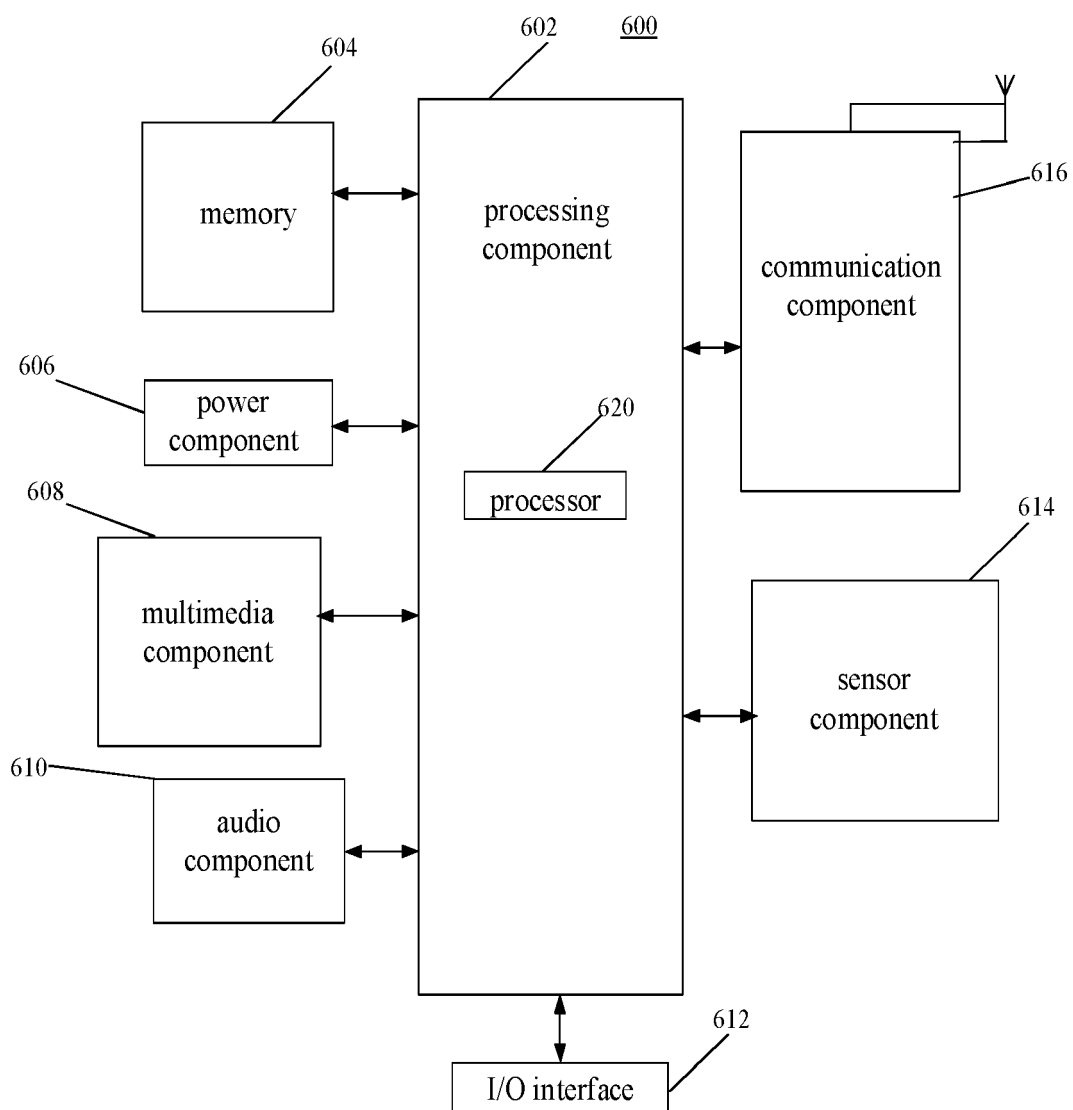 602
600
604
memory
processing
component
616
communication
component
606
power
component
620
processor
608
multimedia
component
614
sensor
component
610
audio
component
612
I/O interface